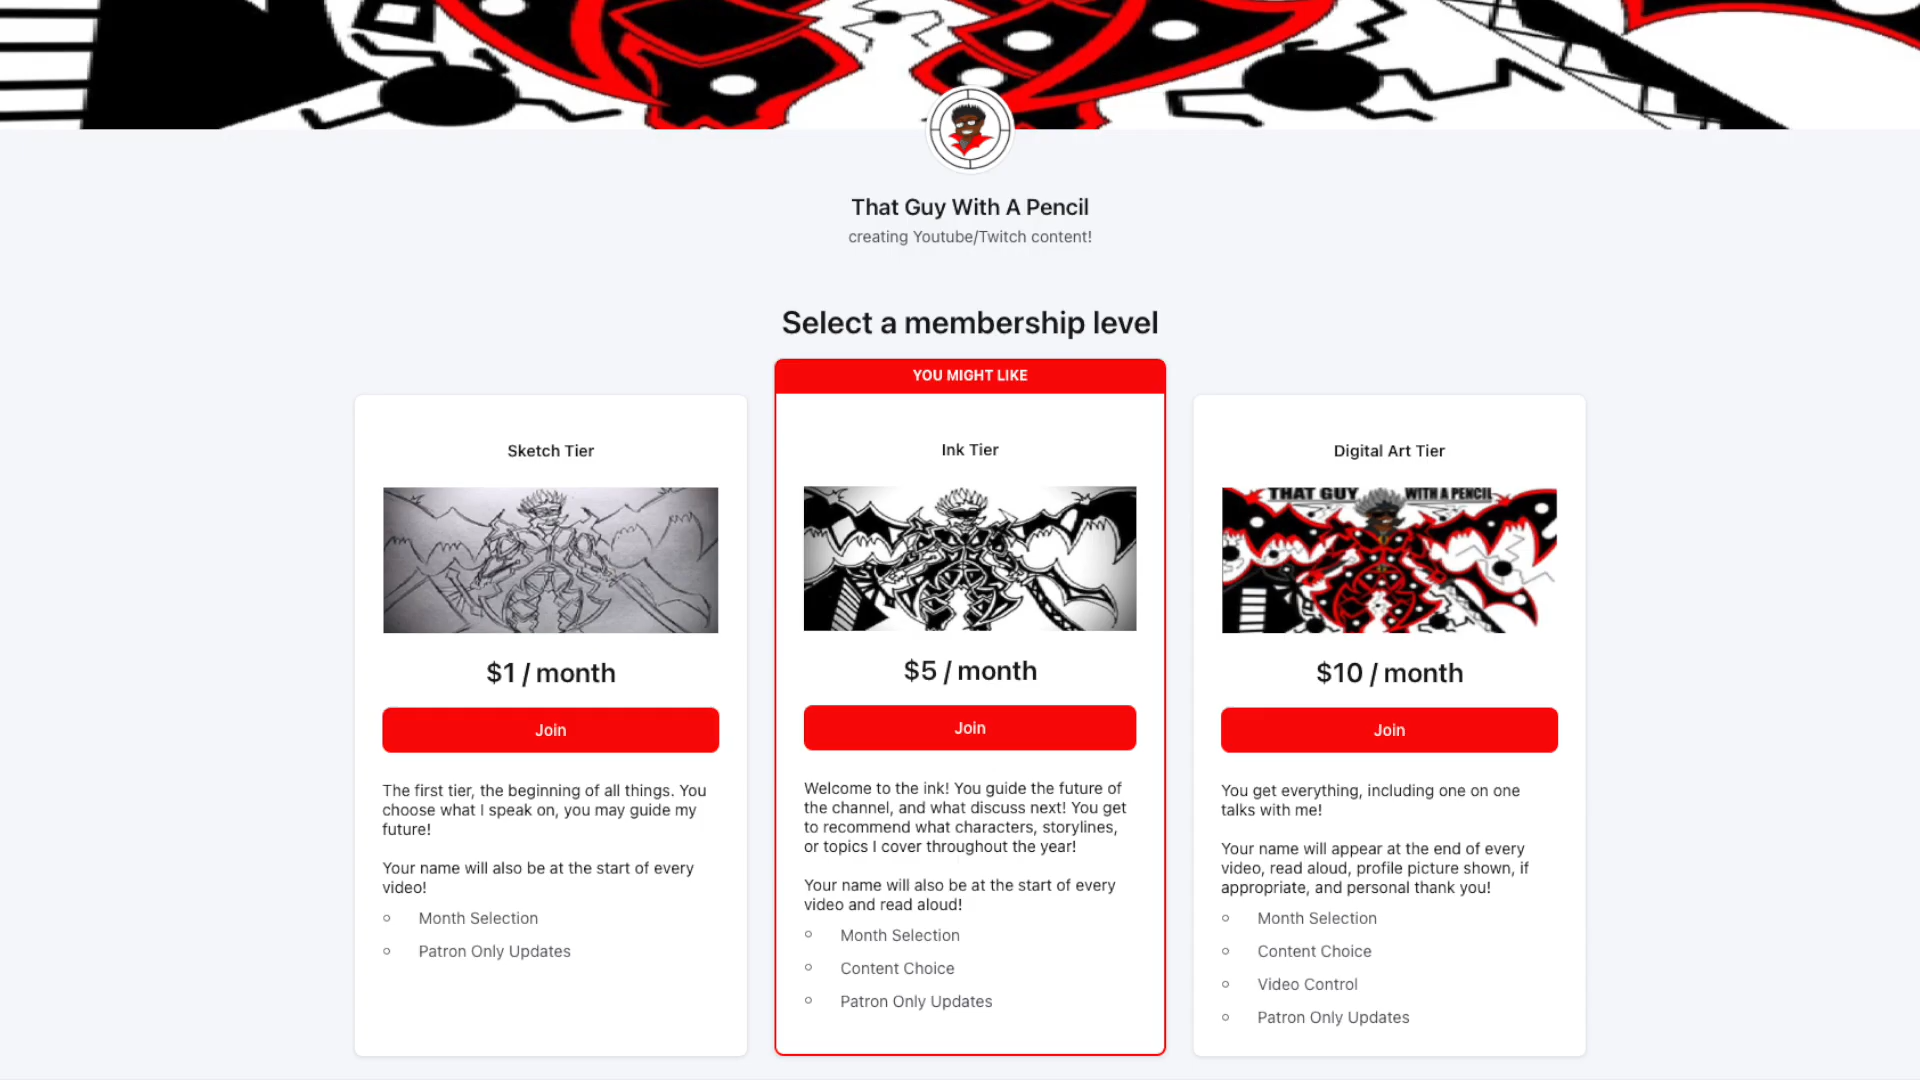 That Guy With A Pencil
creating Youtube/Twitch content!
Select a membership level
YOU MIGHT LIKE
Sketch Tier
$1 / month
Join
The first tier, the beginning of all things. You
choose what I speak on, you may guide my
future!
Your name will also be at the start of every
video!
Month Selection
Patron Only Updates
Ink Tier
$5 / month
Join
Welcome to the ink! You guide the future of
the channel, and what discuss next! You get
to recommend what characters, storylines,
or topics I cover throughout the year!
Your name will also be at the start of every
video and read aloud!
Month Selection
Content Choice
Patron Only Updates
Digital Art Tier
THAT GUY WITH A PENCIL
$10 / month
Join
You get everything, including one on one
talks with me!
Your name will appear at the end of every
video, read aloud, profile picture shown, if
appropriate, and personal thank you!
Month Selection
Content Choice
Video Control
Patron Only Updates